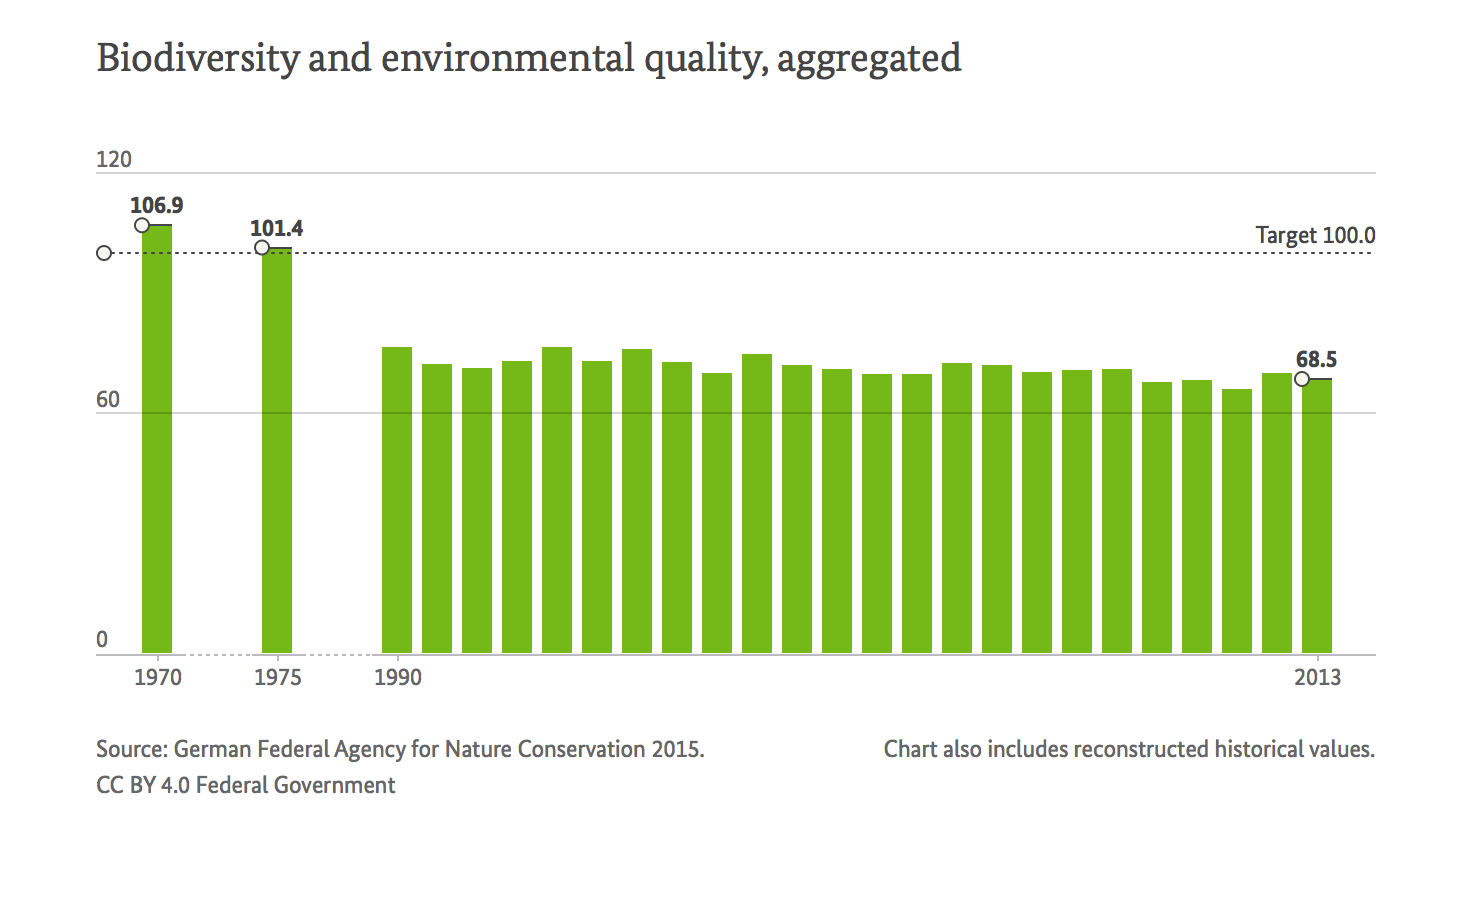 Biodiversity and environmental quality, aggregated
120
106.9
101.4
Target 100.0
68.5
60
0
1970 1975 1990 2013
Source: German Federal Agency for Nature Conservation 2015. Chart also includes reconstructed historical values.
CC BY 4.0 Federal Government